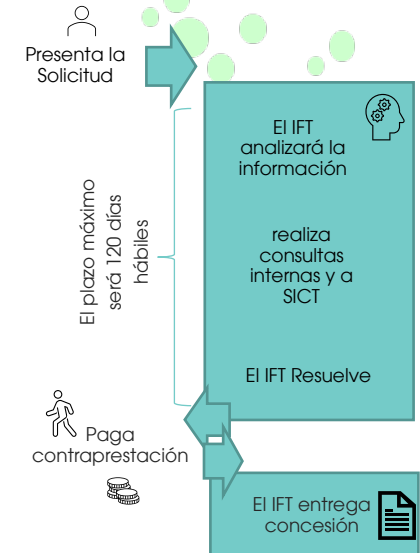 Presenta la
Solicitud
El IFT
analizará la
información
realiza
consultas
internas y a
SICT
El IFT Resuelve
El plazo máximo
será 120 días
hábiles
Paga
contraprestación
El IFT entrega
concesión